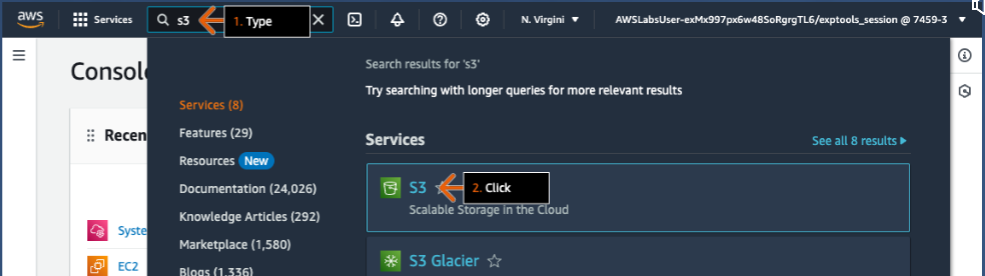 aws
Services
s3
1. Type
N. Virgini
AWSLabsUser-exMx997px6w48SoRgrgTL6/exptools_session @ 7459-3
Consol
Search results for 's3'
Try searching with longer queries for more relevant results
Services (8)
Features (29)
Resources New
Documentation (24,026)
Knowledge Articles (292)
Marketplace (1,580)
Blogs (1,336)
Services
See all 8 results
S3
2. Click
Scalable Storage in the Cloud
S3 Glacier
Recen
Syste
EC2